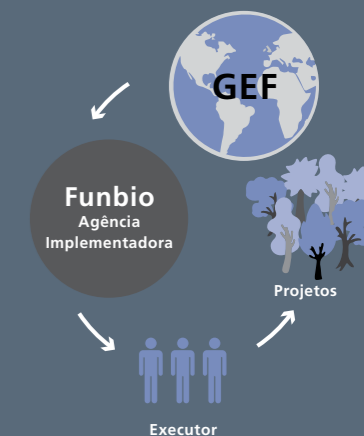 GEF
Funbio
Agência
Implementadora
Projetos
Executor